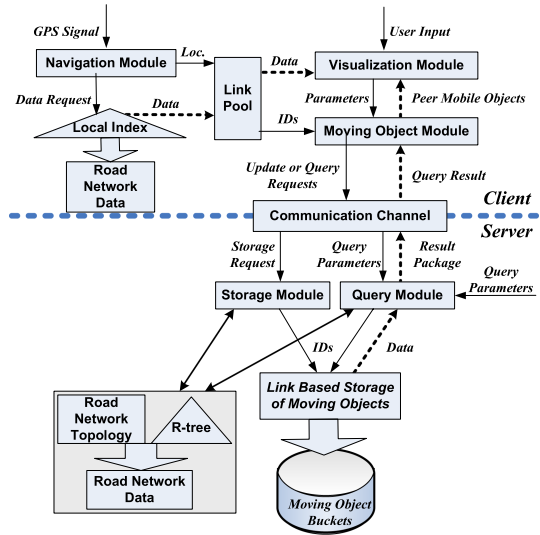 GPS Signal
Loc.
User Input
Navigation Module
Data
Visualization Module
Link
Pool
Data Request
Data
Parameters
Peer Mobile Objects
Local Index
IDs
Moving Object Module
Road
Network
Data
Update or Query
Requests
Query Result
Client
Communication Channel
Server
Storage
Request
Query
Parameters
Result
Package
Query
Parameters
Storage Module
Query Module
IDs
Data
Link Based Storage
of Moving Objects
Road
Network
Topology
R-tree
Road Network
Data
Moving Object
Buckets